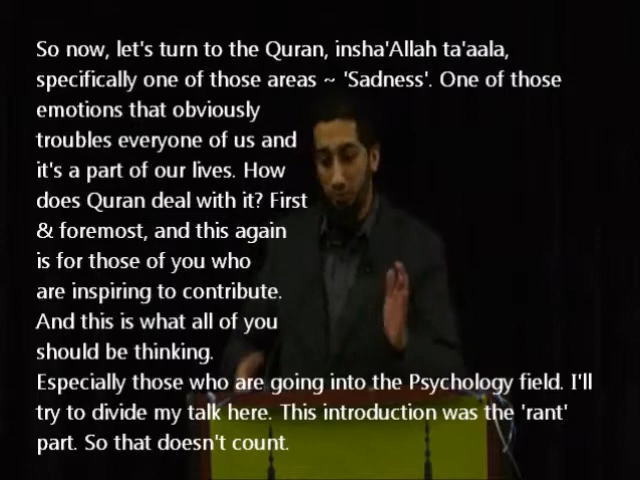 So now, let's turn to the Quran, insha'Allah ta'aala,
specifically one of those areas ~ 'Sadness'. One of those
emotions that obviously
troubles everyone of us and
it's a part of our lives. How
does Quran deal with it? First
& foremost, and this again
is for those of you who
are inspiring to contribute.
And this is what all of you
should be thinking.
Especially those who are going into the Psychology field. I'll
try to divide my talk here. This introduction was the 'rant'
part. So that doesn't count.